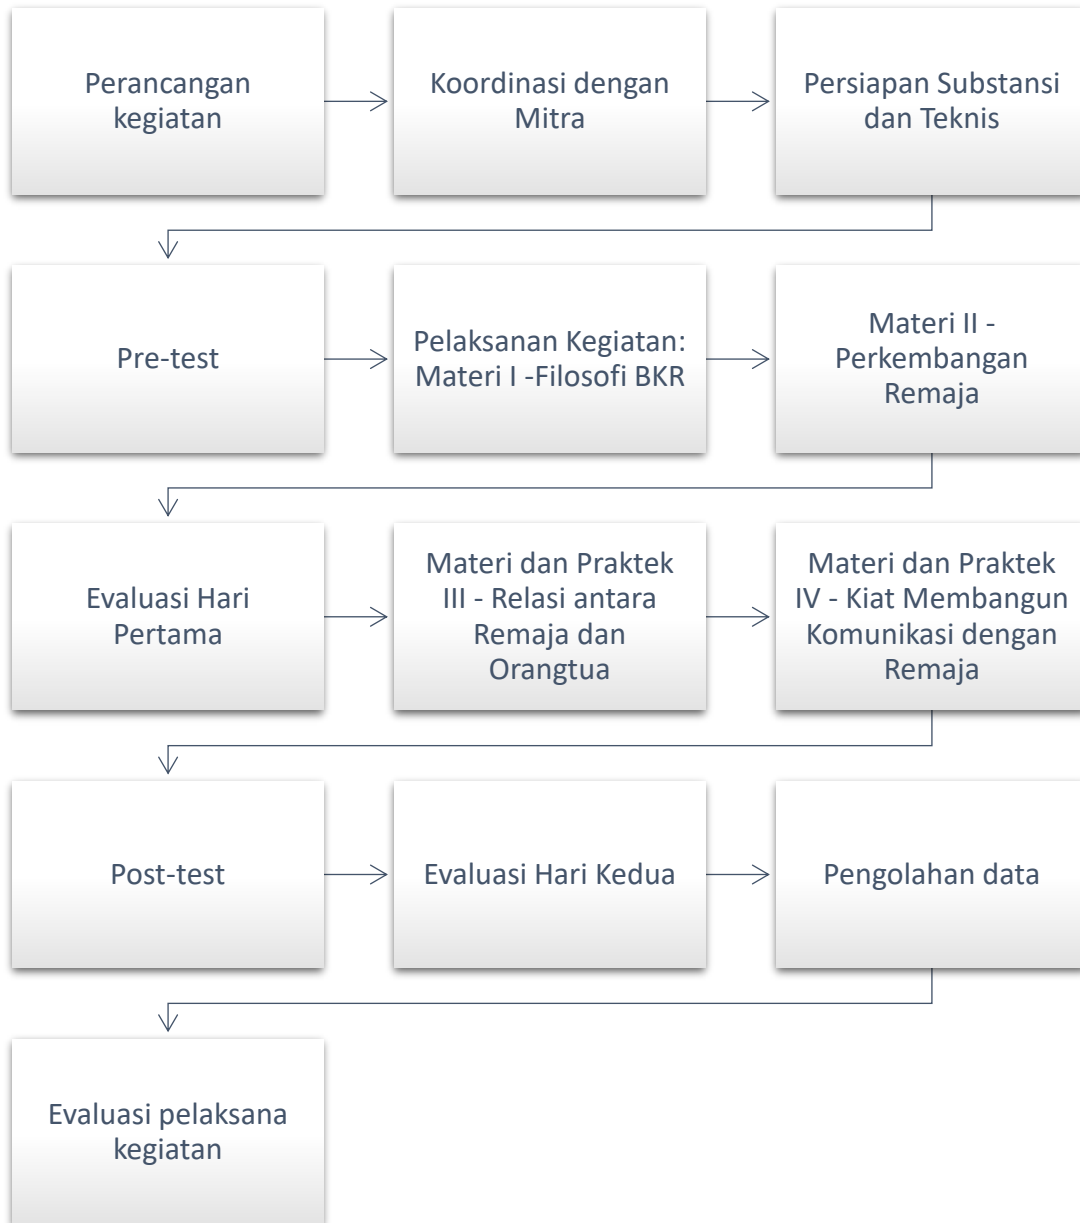 Perancangan
kegiatan
Koordinasi dengan
Mitra
Persiapan Substansi
dan Teknis
Pre-test
Pelaksanan Kegiatan:
Materi I -Filosofi BKR
Materi II -
Perkembangan
Remaja
Evaluasi Hari
Pertama
Materi dan Praktek
III - Relasi antara
Remaja dan
Orangtua
Materi dan Praktek
IV - Kiat Membangun
Komunikasi dengan
Remaja
Post-test
Evaluasi Hari Kedua
Pengolahan data
Evaluasi pelaksana
kegiatan